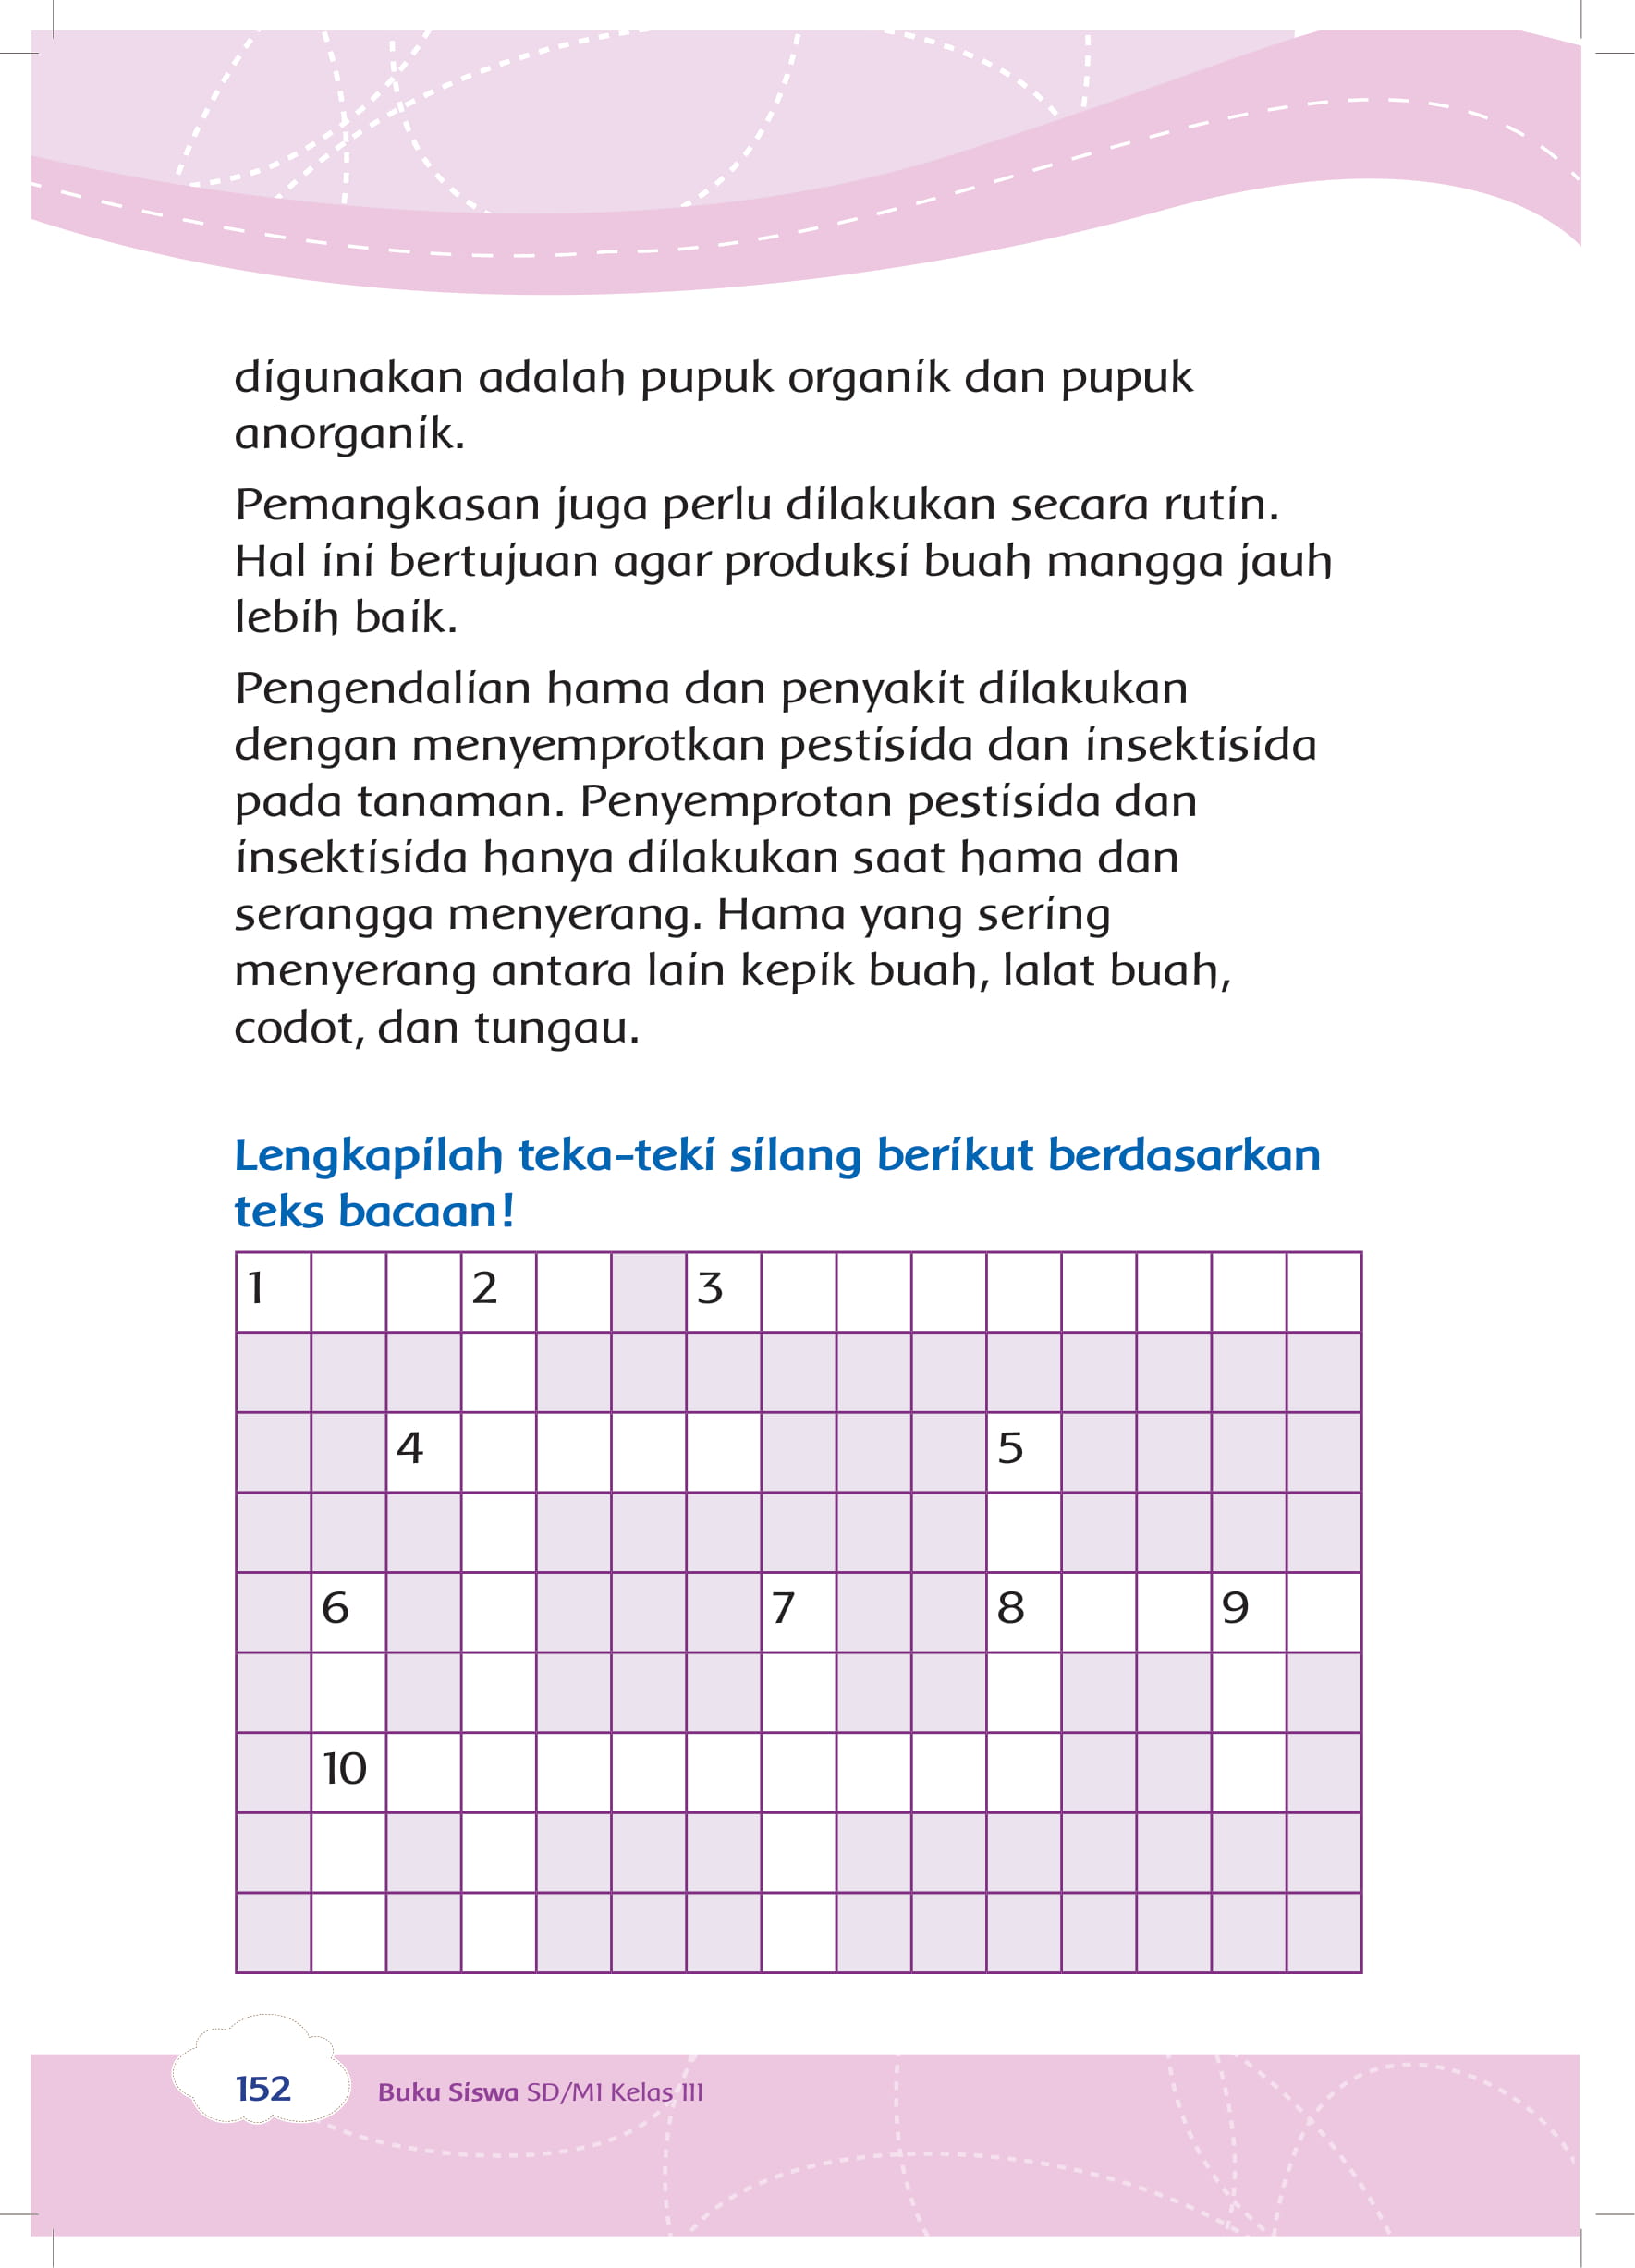 digunakan adalah pupuk organik dan pupuk
anorganik.
Pemangkasan juga perlu dilakukan secara rutin.
Hal ini bertujuan agar produksi buah mangga jauh
lebih baik.
Pengendalian hama dan penyakit dilakukan
dengan menyemprotkan pestisida dan insektisida
pada tanaman. Penyemprotan pestisida dan
insektisida hanya dilakukan saat hama dan
serangga menyerang. Hama yang sering
menyerang antara lain kepik buah, lalat buah,
codot, dan tungau.
Lengkapilah teka-teki silang berikut berdasarkan
teks bacaan!
1 2 3
4 5
6 7 8 9
10
152 Buku Siswa SD/MI Kelas III